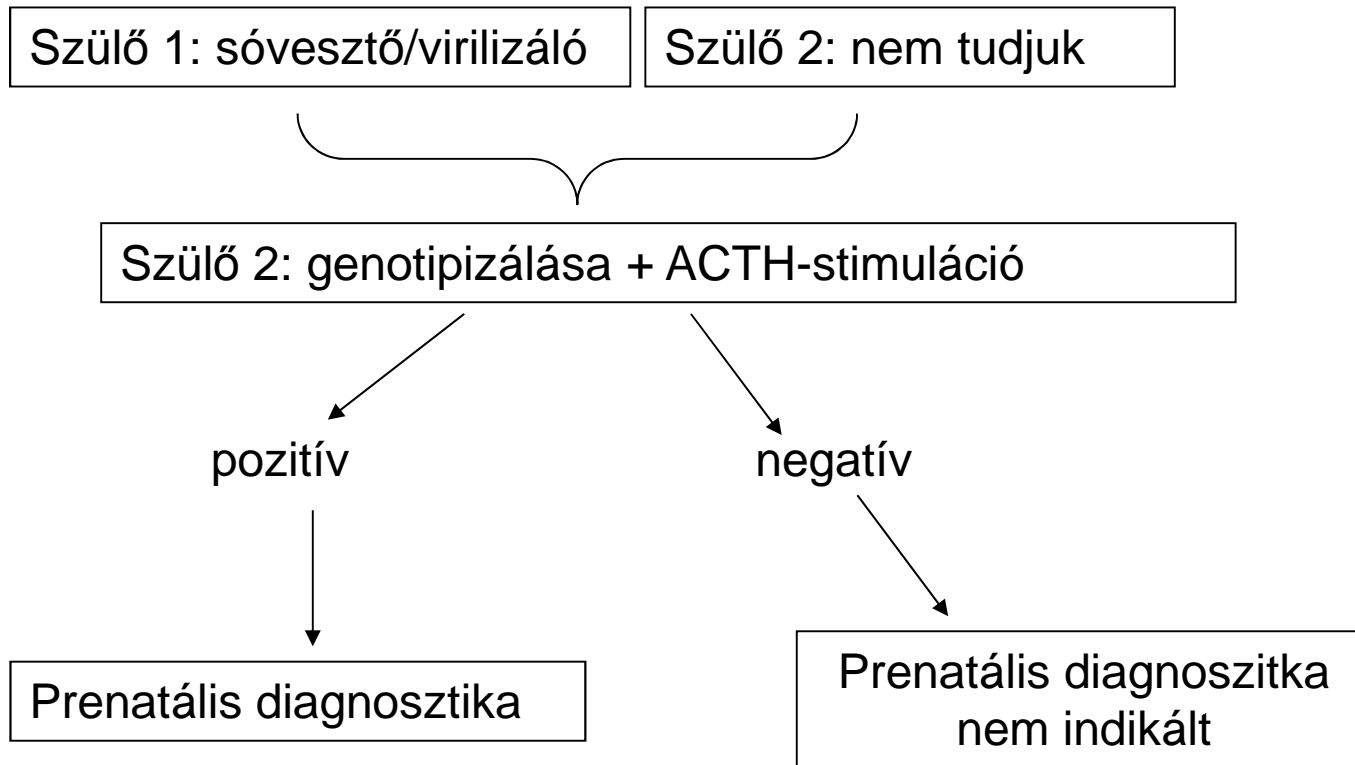 Szülő 1: sóvesztő/virilizáló
Szülő 2: nem tudjuk
Szülő 2: genotipizálása + ACTH-stimuláció
pozitív
negatív
Prenatális diagnosztika
Prenatális diagnoszitka
nem indikált